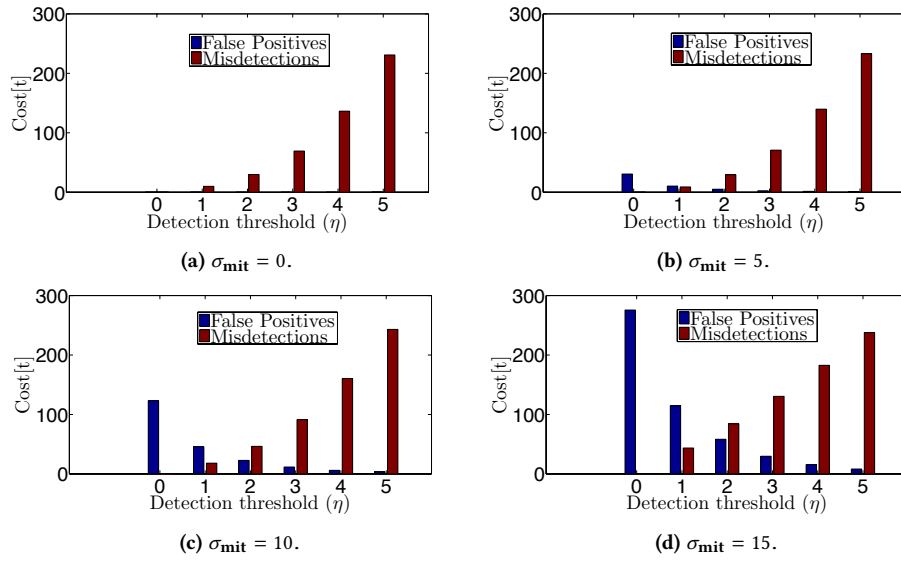 300
200
100
0
Cost[t]
False Positives
Misdetections
0 1 2 3 4 5
Detection threshold (η)
(a) σmit = 0.
300
200
100
0
Cost[t]
False Positives
Misdetections
0 1 2 3 4 5
Detection threshold (η)
(b) σmit = 5.
300
200
100
0
Cost[t]
False Positives
Misdetections
0 1 2 3 4 5
Detection threshold (η)
(c) σmit = 10.
300
200
100
0
Cost[t]
False Positives
Misdetections
0 1 2 3 4 5
Detection threshold (η)
(d) σmit = 15.